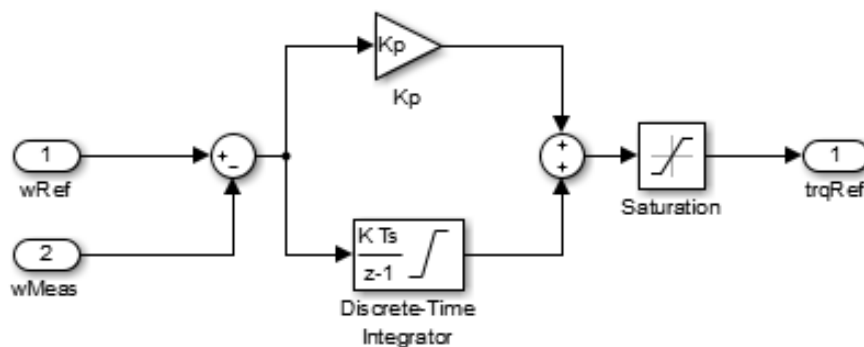 Kp
Kp
1
wRef
+
−
+
+
Saturation
1
trqRef
2
wMeas
K Ts
z-1
Discrete-Time
Integrator